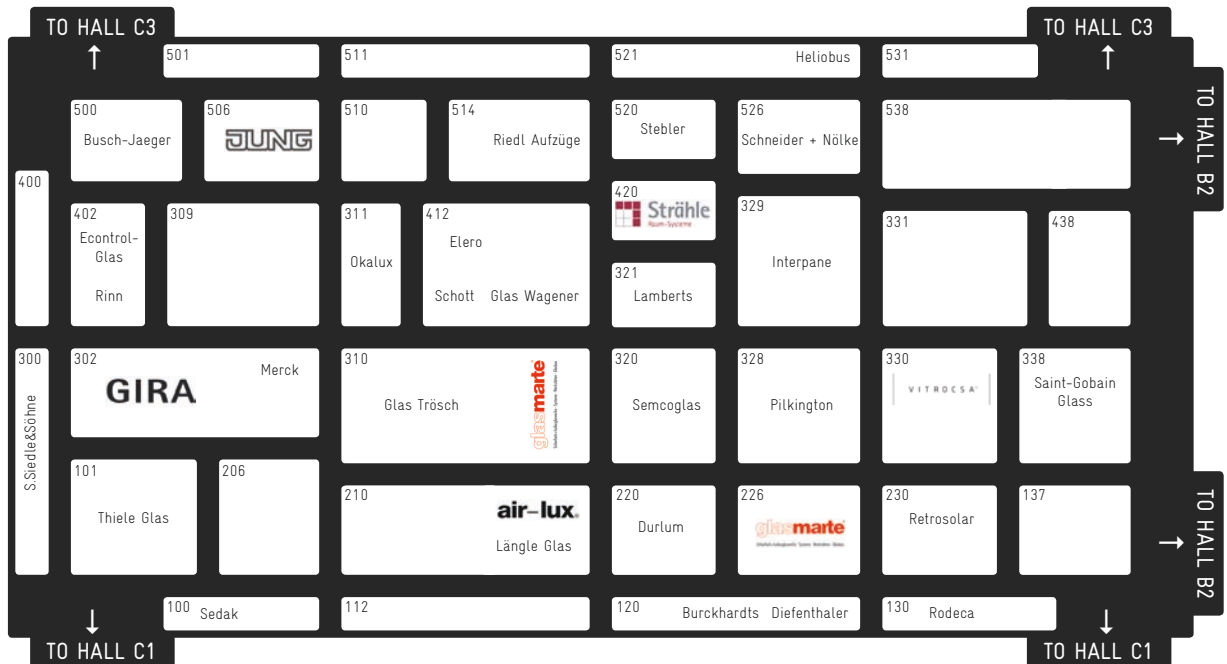 TO HALL C3
TO HALL C3
501
511
521
Heliobus
531
TO HALL B2
500
Busch-Jaeger
506
JUNG
510
514
Riedl Aufzüge
520
Stebler
526
Schneider + Nölke
538
400
420
Strähle
Raum-Systeme
402
Econtrol-
Glas
Rinn
309
311
Okalux
412
Elero
Schott
Glas Wagener
321
Lamberts
329
Interpane
331
438
300
S.Siedle&Söhne
302
GIRA
Merck
310
Glas Trösch
glasmarte
320
Semcoglas
328
Pilkington
330
VITROCSA
338
Saint-Gobain
Glass
101
Thiele Glas
206
210
air-lux.
Längle Glas
220
Durlum
226
glasmarte
230
Retrosolar
137
TO HALL B2
100
Sedak
112
120
Burckhardts
Diefenthaler
130
Rodeca
TO HALL C1
TO HALL C1